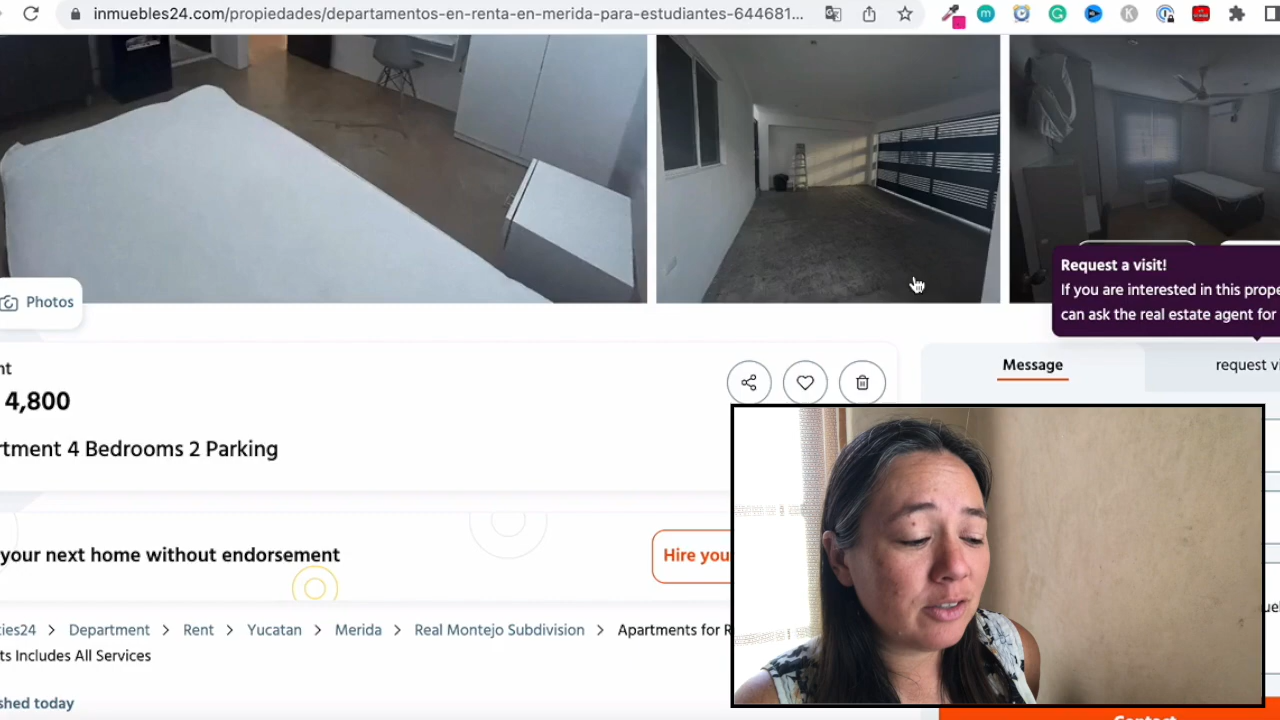 inmuebles24.com/propiedades/departamentos-en-renta-en-merida-para-estudiantes-644681...
Request a visit!
If you are interested in this prope
can ask the real estate agent for
Photos
nt
4,800
rtment 4 Bedrooms 2 Parking
Message
request vi
your next home without endorsement
Hire you
ies24 > Department > Rent > Yucatan > Merida > Real Montejo Subdivision > Apartments for R
ts Includes All Services
shed today
Contact